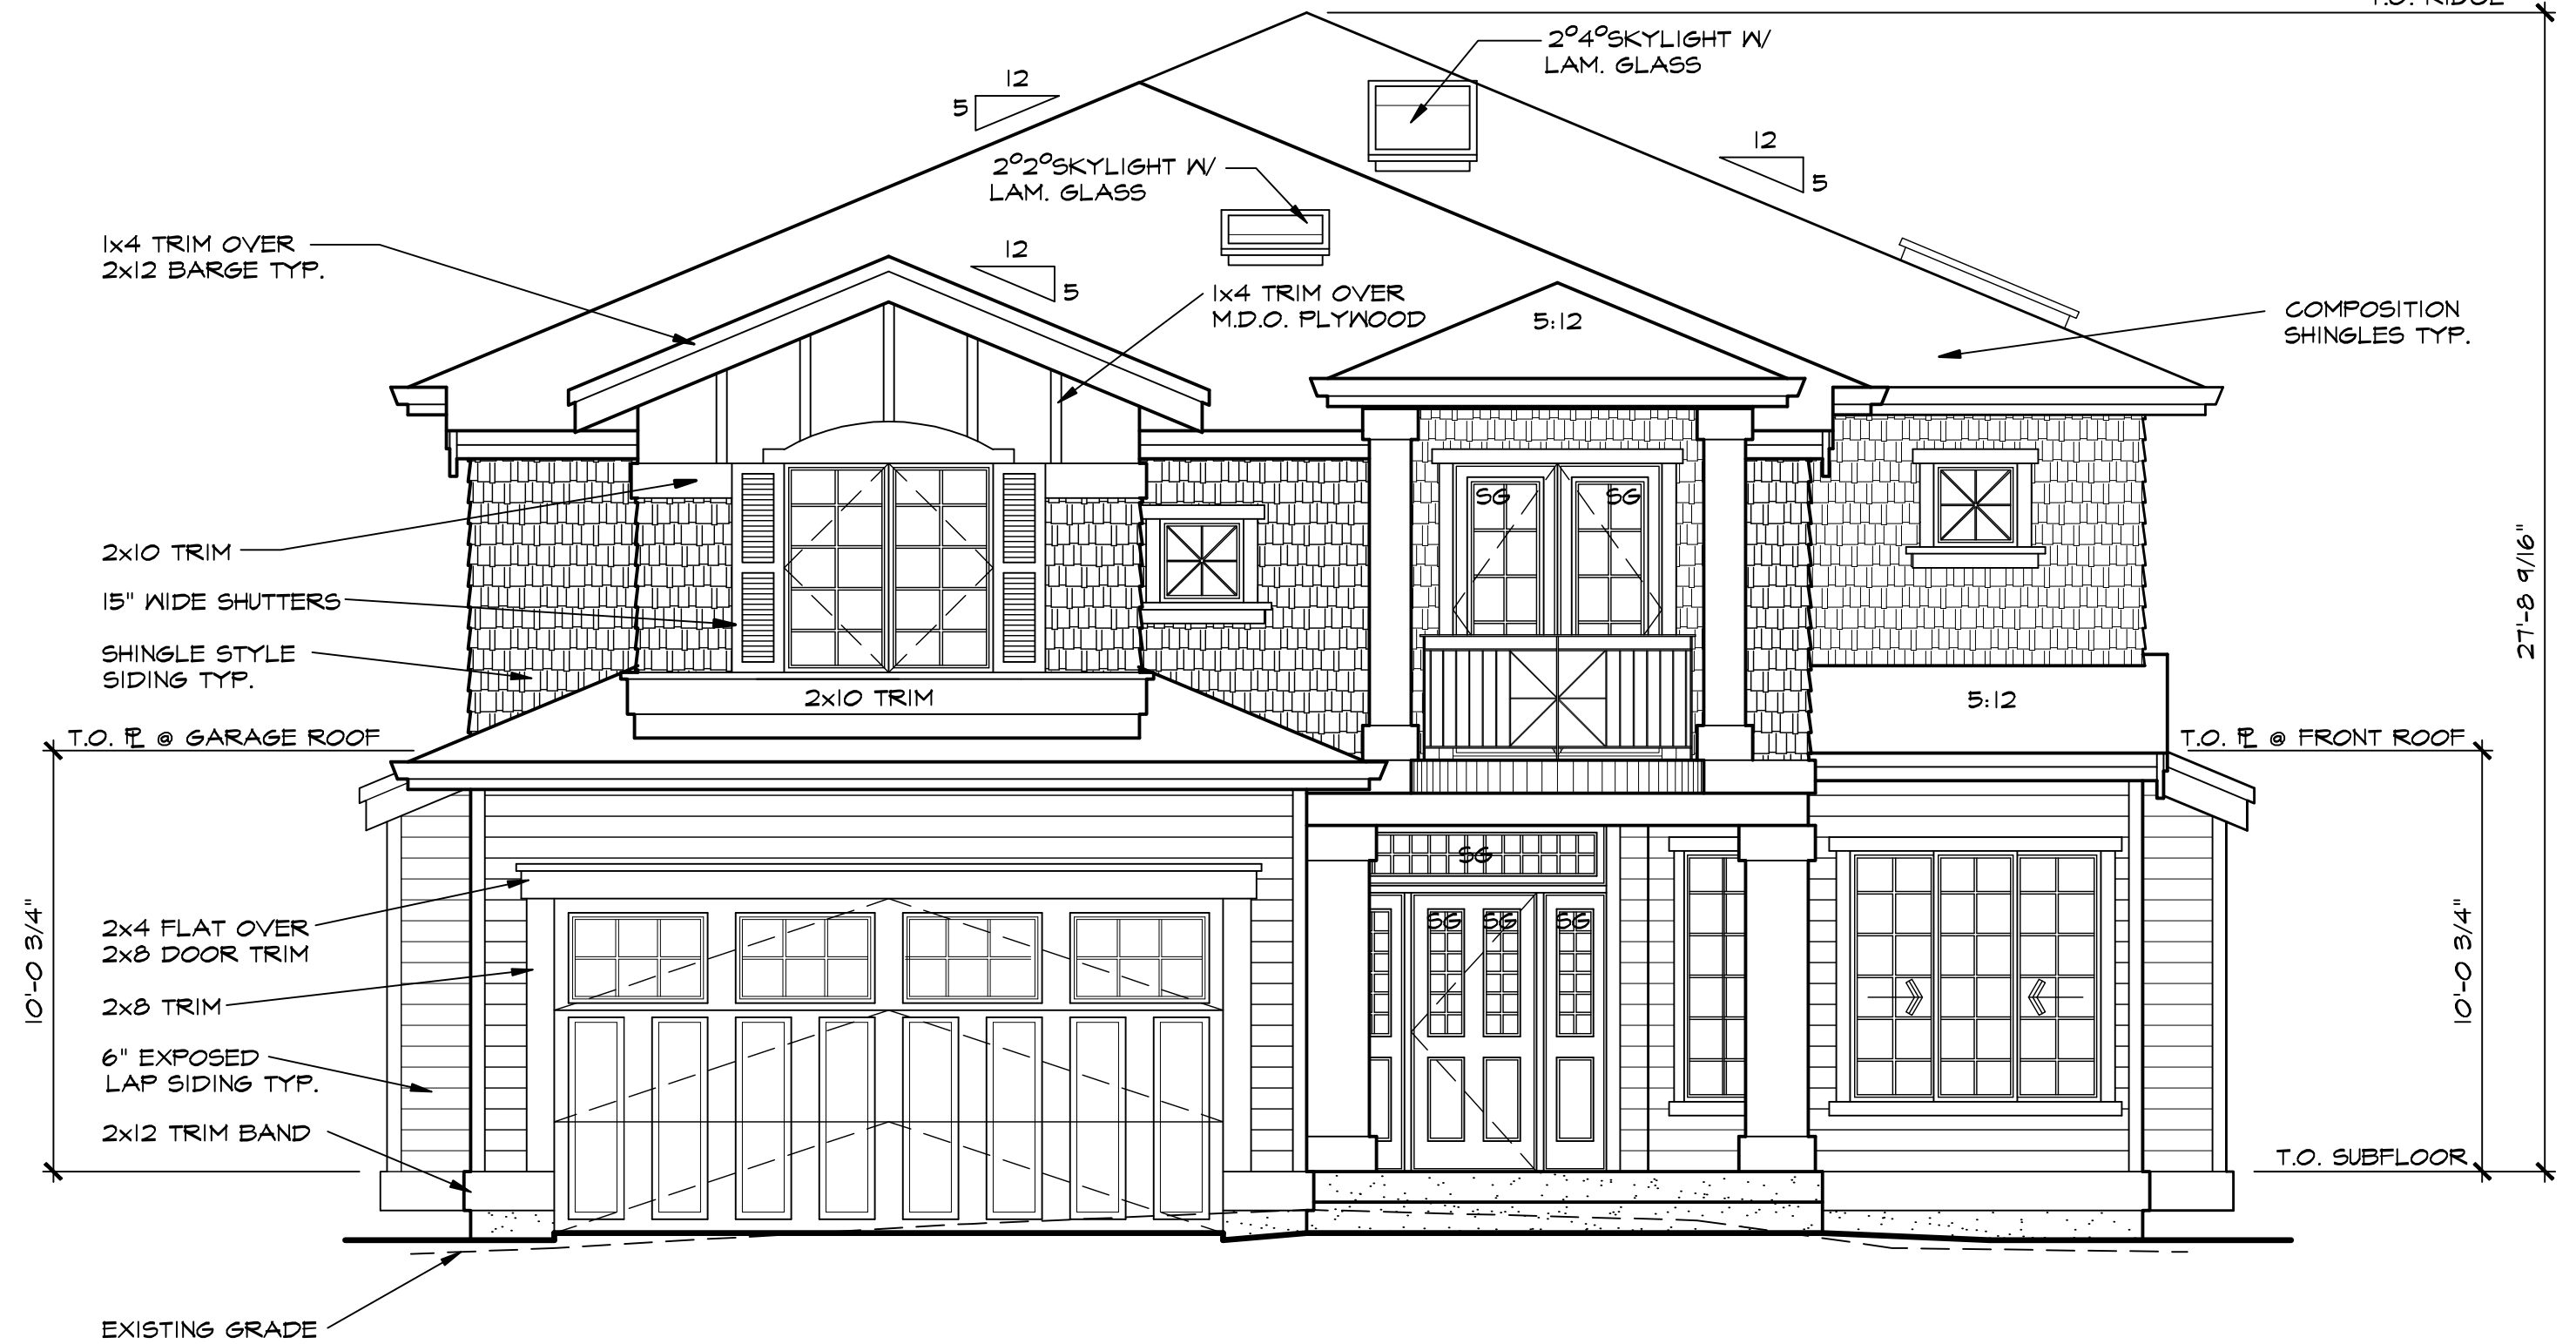 T.O. RIDGE
2⁰4⁰SKYLIGHT W/
LAM. GLASS
12
5
12
5
2⁰2⁰SKYLIGHT W/
LAM. GLASS
1x4 TRIM OVER
2x12 BARGE TYP.
12
5
1x4 TRIM OVER
M.D.O. PLYWOOD
5:12
COMPOSITION
SHINGLES TYP.
SG
SG
2x10 TRIM
15" WIDE SHUTTERS
SHINGLE STYLE
SIDING TYP.
27'-8 9/16"
2x10 TRIM
5:12
T.O. PL @ GARAGE ROOF
T.O. PL @ FRONT ROOF
SG
SG
SG
SG
2x4 FLAT OVER
2x8 DOOR TRIM
10'-0 3/4"
10'-0 3/4"
2x8 TRIM
6" EXPOSED
LAP SIDING TYP.
2x12 TRIM BAND
T.O. SUBFLOOR
EXISTING GRADE